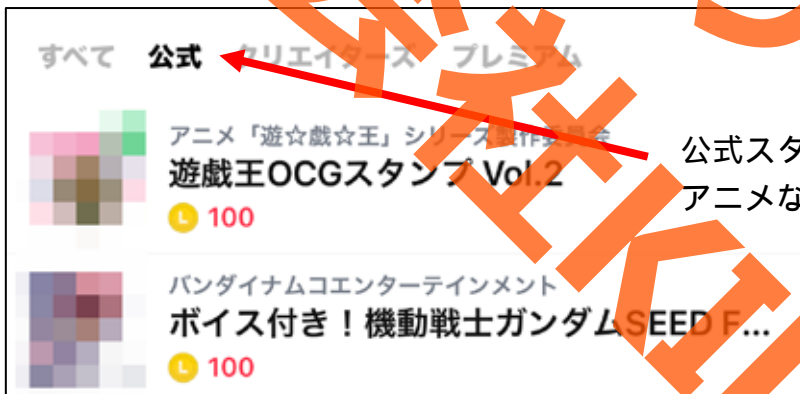 すべて 公式 クリエイターズ プレミアム
アニメ「遊☆戯☆王」シリーズ製作委員会
遊戯王OCGスタンプ Vol.2
L 100
公式スタ
アニメな
バンダイナムコエンターテインメント
ボイス付き！機動戦士ガンダムSEED F...
L 100
社KI